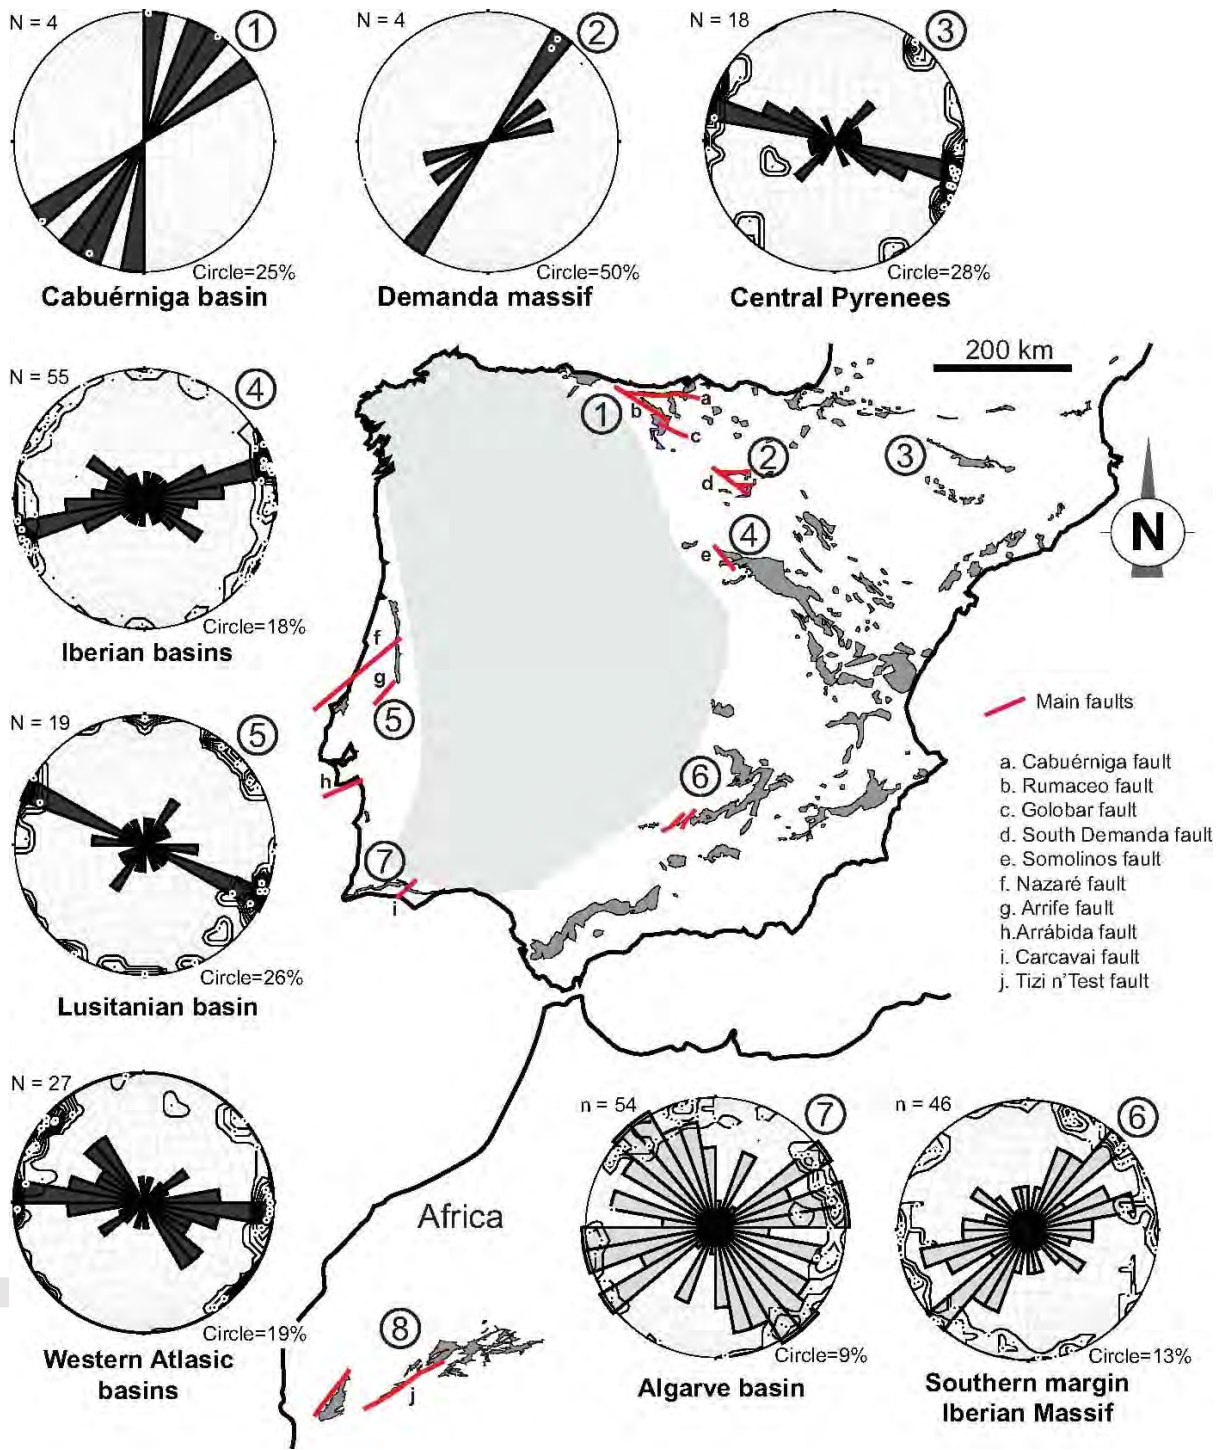 N = 4
1
Circle=25%
Cabuérniga basin
N = 4
2
Circle=50%
Demanda massif
N = 18
3
Circle=28%
Central Pyrenees
N = 55
4
Circle=18%
Iberian basins
N = 19
5
Circle=26%
Lusitanian basin
N = 27
Circle=19%
Western Atlasic
basins
200 km
N
1
a
b
c
2
d
3
4
e
f
g
5
h
6
7
i
Main faults
a. Cabuérniga fault
b. Rumaceo fault
c. Golobar fault
d. South Demanda fault
e. Somolinos fault
f. Nazaré fault
g. Arrife fault
h.Arrábida fault
i. Carcavai fault
j. Tizi n'Test fault
Africa
8
j
n = 54
7
Circle=9%
Algarve basin
n = 46
6
Circle=13%
Southern margin
Iberian Massif